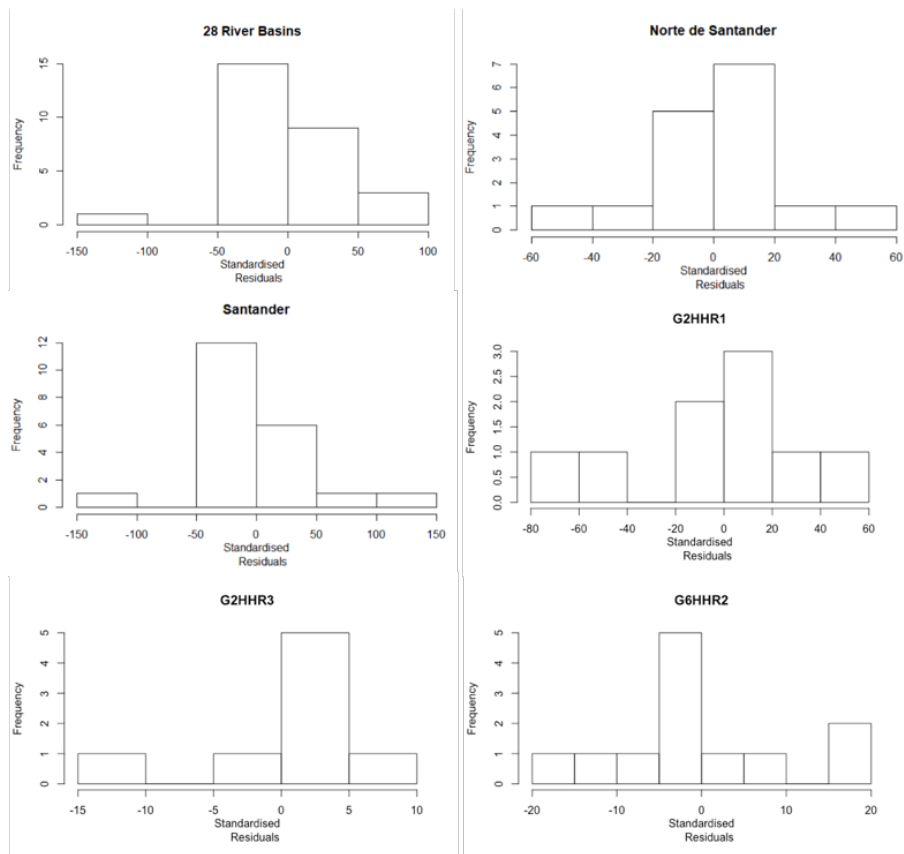 28 River Basins
Frequency
0 5 10 15
-150 -100 -50 0 50 100
Standardised
Residuals
Norte de Santander
Frequency
0 1 2 3 4 5 6 7
-60 -40 -20 0 20 40 60
Standardised
Residuals
Santander
Frequency
0 2 4 6 8 10 12
-150 -100 -50 0 50 100 150
Standardised
Residuals
G2HHR1
Frequency
0.0 0.5 1.0 1.5 2.0 2.5 3.0
-80 -60 -40 -20 0 20 40 60
Standardised
Residuals
G2HHR3
Frequency
0 1 2 3 4 5
-15 -10 -5 0 5 10
Standardised
Residuals
G6HHR2
Frequency
0 1 2 3 4 5
-20 -10 0 10 20
Standardised
Residuals